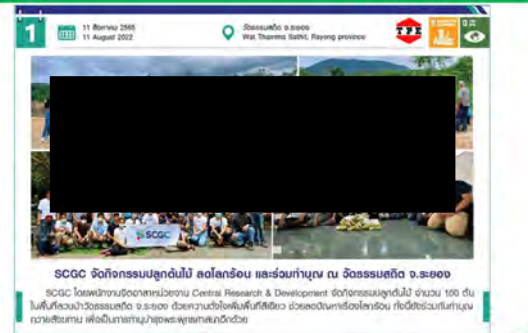 1
11 สิงหาคม 2565
11 August 2022
วัดธรรมสถิต จ.ระยอง
Wat Thamma Sathit, Rayong province
TPE
SCGC
SCGC จัดกิจกรรมปลูกต้นไม้ ลดโลกร้อน และร่วมทำบุญ ณ วัดธรรมสถิต จ.ระยอง
SCGC โดยพนักงานจิตอาสาหน่วยงาน Central Research & Development จัดกิจกรรมปลูกต้นไม้ จำนวน 100 ต้น
ในพื้นที่สวนป่าวัดธรรมสถิต จ.ระยอง ด้วยความตั้งใจเพิ่มพื้นที่สีเขียว ช่วยลดปัญหาเรื่องโลกร้อน ทั้งนี้ยังร่วมกันทำบุญ
ถวายสังฆทาน เพื่อเป็นการทำนุบำรุงพระพุทธศาสนาอีกด้วย